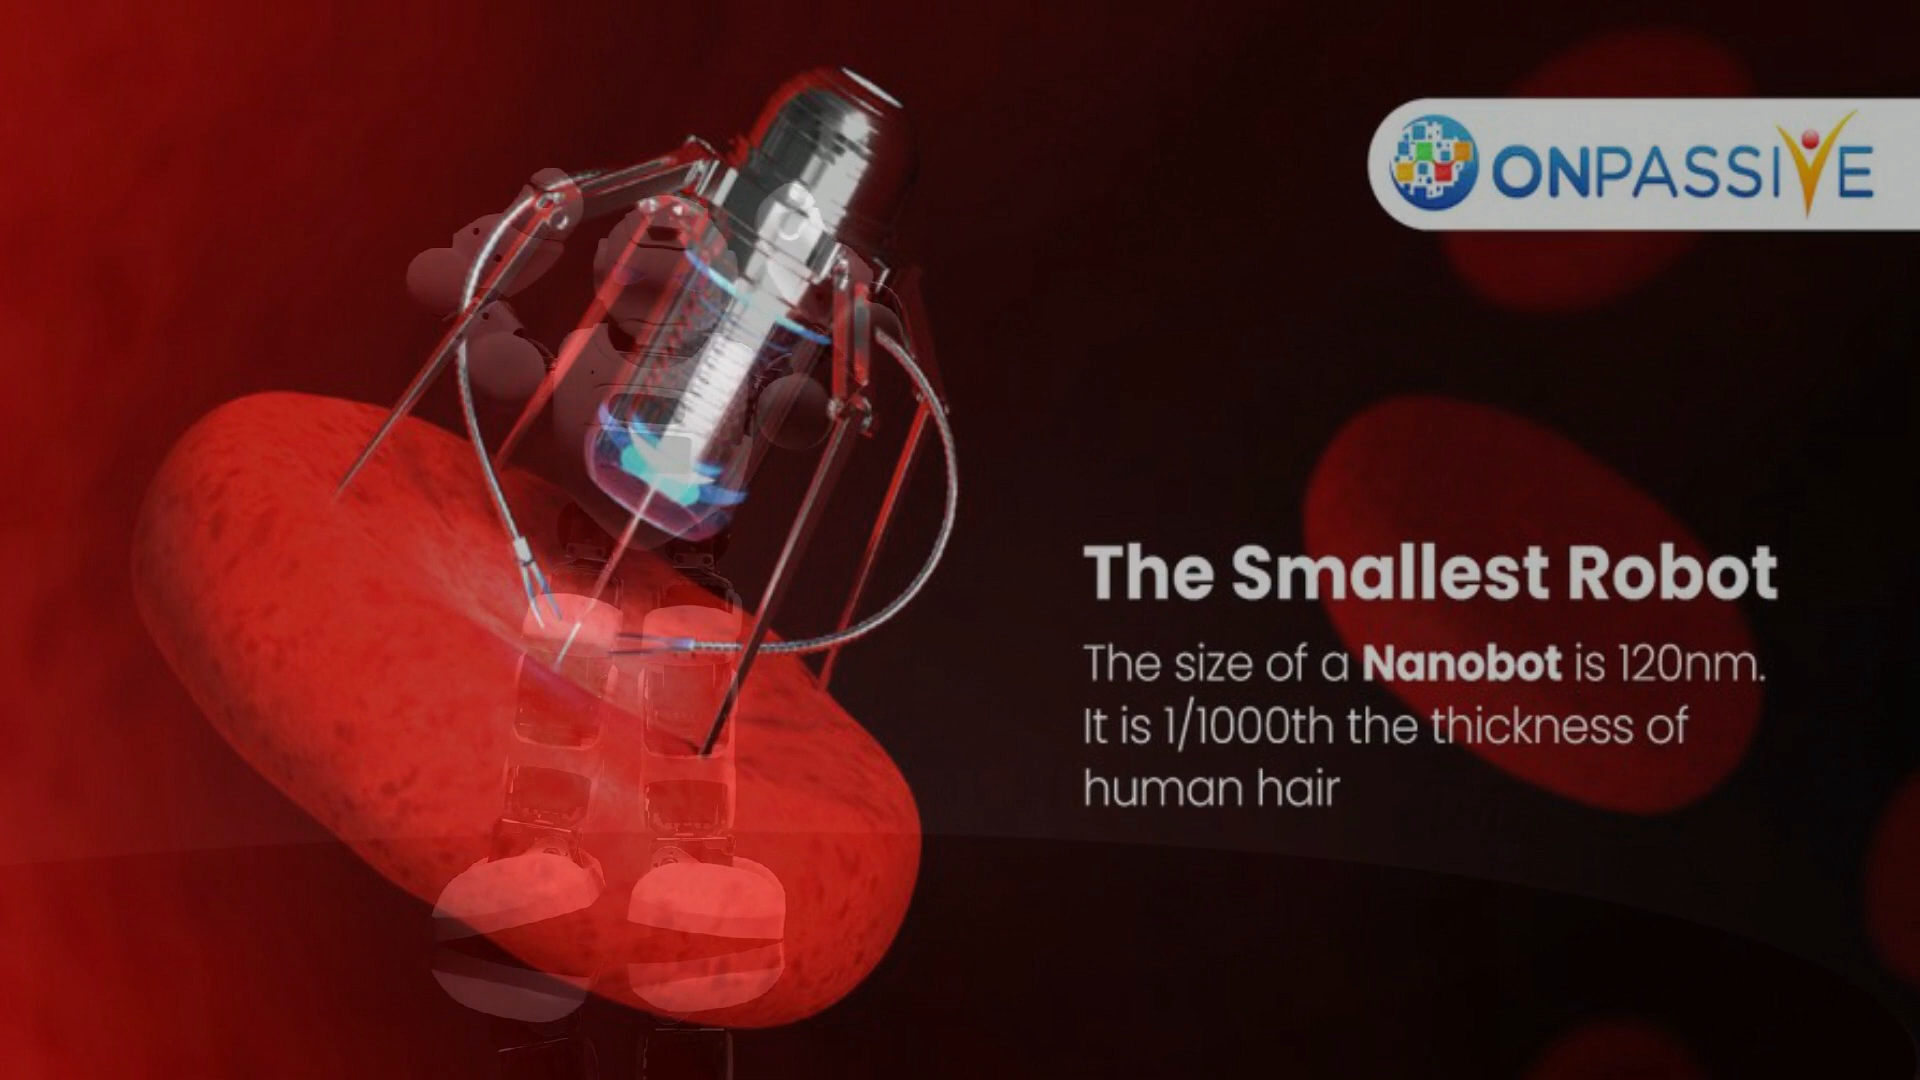 ONPASSIVE
The Smallest Robot
The size of a Nanobot is 120nm.
It is 1/1000th the thickness of
human hair